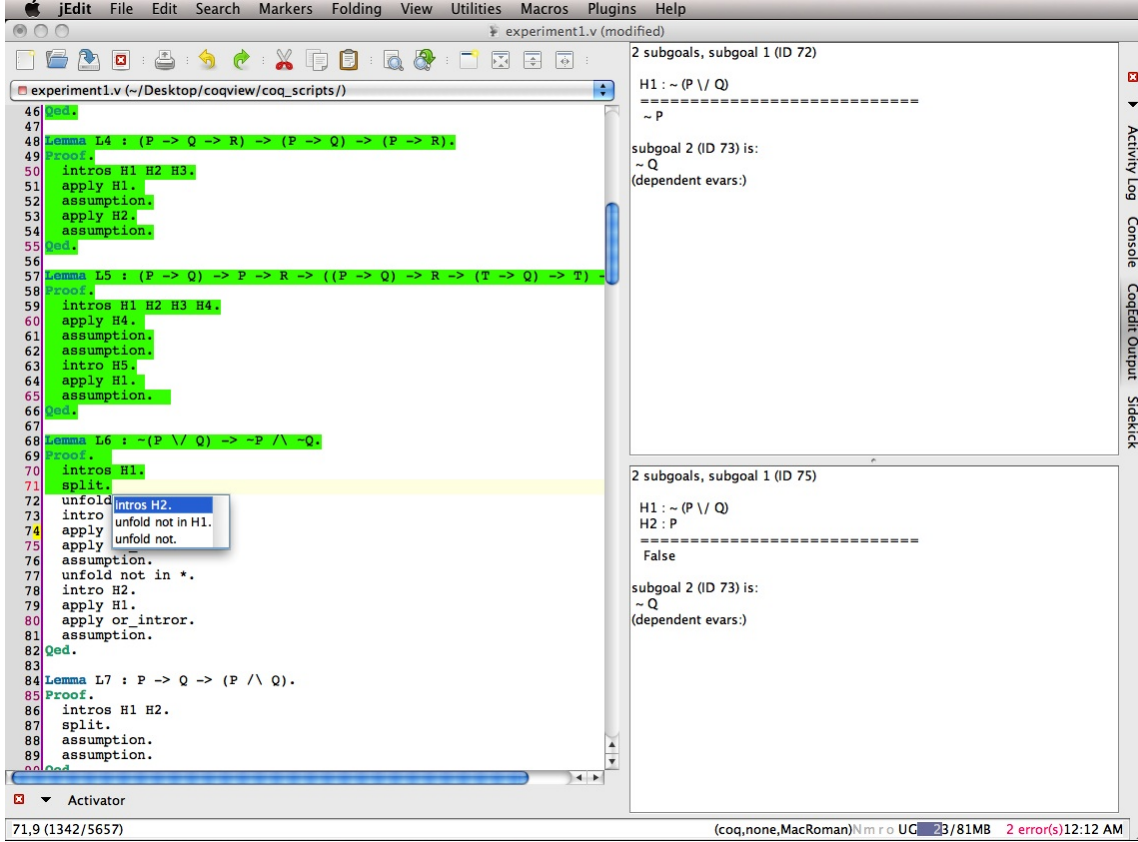 jEdit File Edit Search Markers Folding View Utilities Macros Plugins Help
experiment1.v (modified)
experiment1.v (~/Desktop/coqview/coq_scripts/)
46 Qed.
47
48 Lemma L4 : (P -> Q -> R) -> (P -> Q) -> (P -> R).
49 Proof.
50 intros H1 H2 H3.
51 apply H1.
52 assumption.
53 apply H2.
54 assumption.
55 Qed.
56
57 Lemma L5 : (P -> Q) -> P -> R -> ((P -> Q) -> R -> (T -> Q) -> T) -
58 Proof.
59 intros H1 H2 H3 H4.
60 apply H4.
61 assumption.
62 assumption.
63 intro H5.
64 apply H1.
65 assumption.
66 Qed.
67
68 Lemma L6 : ~(P \/ Q) -> ~P /\ ~Q.
69 Proof.
70 intros H1.
71 split.
72 unfold
intros H2.
73 intro
unfold not in H1.
74 apply
unfold not.
75 apply
76 assumption.
77 unfold not in *.
78 intro H2.
79 apply H1.
80 apply or_intror.
81 assumption.
82 Qed.
83
84 Lemma L7 : P -> Q -> (P /\ Q).
85 Proof.
86 intros H1 H2.
87 split.
88 assumption.
89 assumption.
90 Qed
Activator
2 subgoals, subgoal 1 (ID 72)
H1 : ~ (P \/ Q)
============================
~ P
subgoal 2 (ID 73) is:
~ Q
(dependent evars:)
2 subgoals, subgoal 1 (ID 75)
H1 : ~ (P \/ Q)
H2 : P
============================
False
subgoal 2 (ID 73) is:
~ Q
(dependent evars:)
Activity Log
Console
CoqEdit Output
Sidekick
71,9 (1342/5657)
(coq,none,MacRoman)N m r o UG 23/81MB 2 error(s)12:12 AM